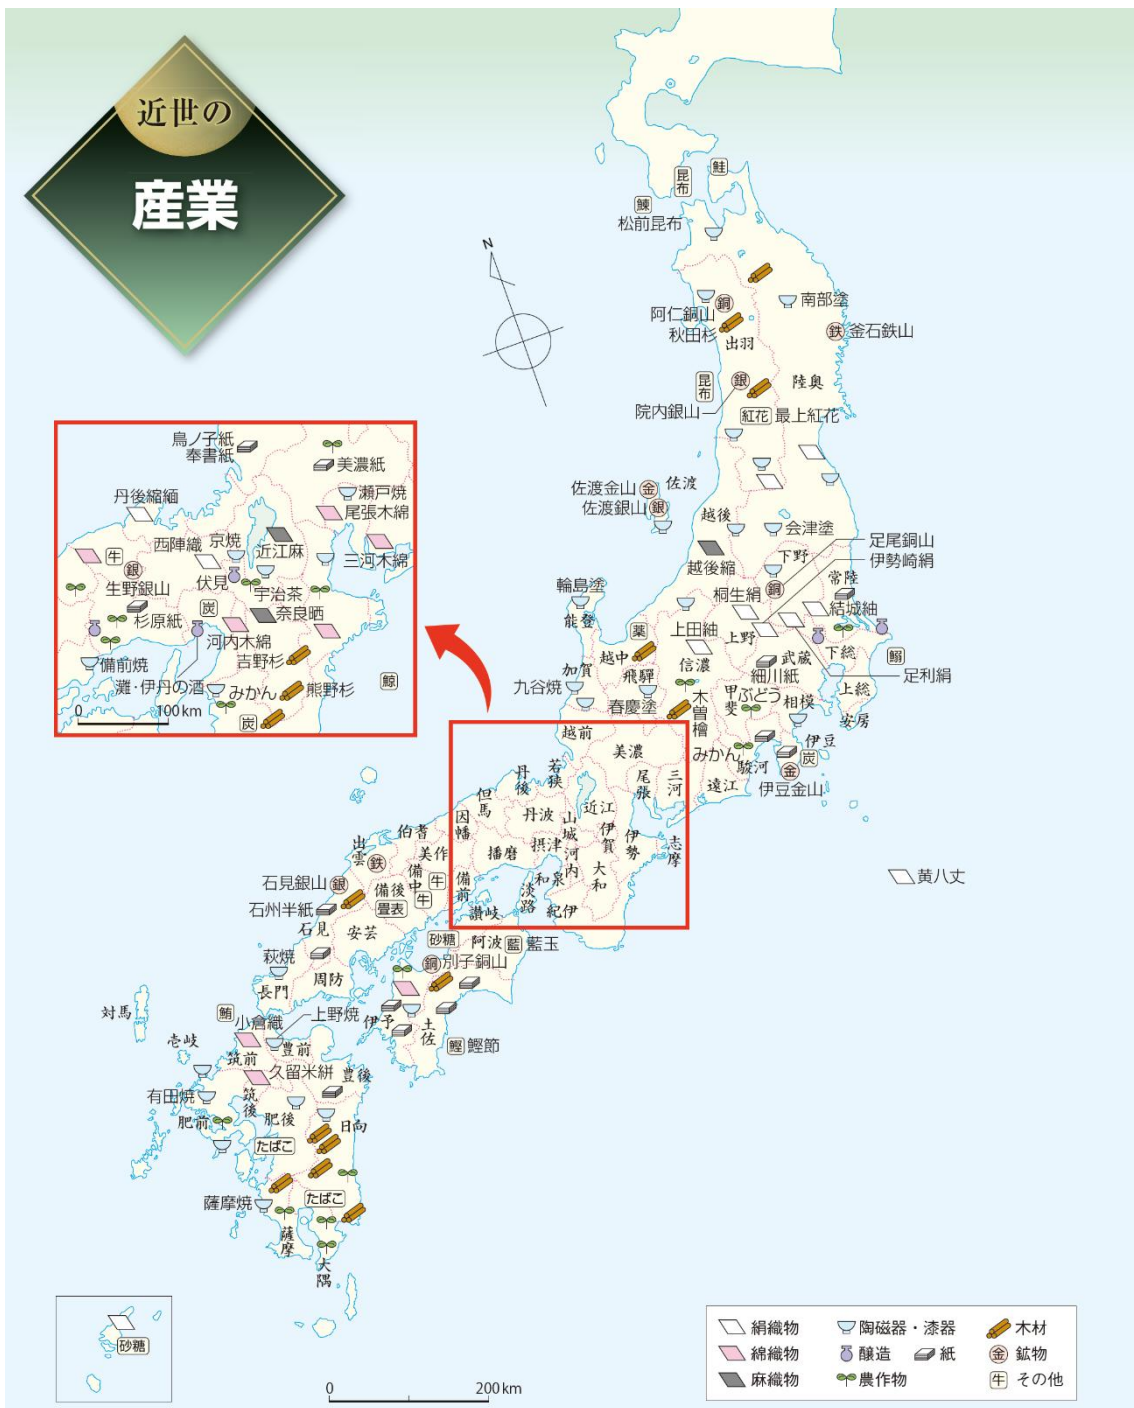 近世の
産業
N
鮭
昆布
鰊
松前昆布
南部塗
銅
阿仁銅山
秋田杉
出羽
鉄
釜石鉄山
陸奥
昆布
銀
院内銀山
紅花
最上紅花
佐渡金山
金
佐渡
佐渡銀山
銀
越後
会津塗
足尾銅山
伊勢崎絹
越後縮
下野
銅
常陸
桐生絹
結城紬
輪島塗
能登
薬
上田紬
上野
下総
鰯
越中
信濃
武蔵
細川紙
足利絹
加賀
飛驒
九谷焼
春慶塗
木曽檜
甲斐
ぶどう
相模
上総
安房
越前
美濃
みかん
駿河
伊豆
炭
金
伊豆金山
遠江
若狭
丹後
但馬
因幡
尾張
三河
丹波
近江
山城
伊賀
伊勢
志摩
播磨
摂津
河内
大和
和泉
淡路
紀伊
伯耆
美作
出雲
鉄
備中
牛
牛
備前
備後
畳表
石見銀山
銀
石州半紙
石見
安芸
讃岐
砂糖
阿波
藍
藍玉
銅
別子銅山
萩焼
長門
周防
伊予
土佐
鰹
鰹節
黄八丈
対馬
鮪
小倉織
上野焼
壱岐
筑前
豊前
久留米絣
豊後
有田焼
筑後
肥前
肥後
日向
たばこ
たばこ
薩摩焼
薩摩
大隅
砂糖
鳥ノ子紙
奉書紙
美濃紙
瀬戸焼
尾張木綿
丹後縮緬
西陣織
京焼
近江麻
三河木綿
牛
銀
生野銀山
伏見
宇治茶
杉原紙
炭
奈良晒
河内木綿
吉野杉
備前焼
灘・伊丹の酒
みかん
熊野杉
鯨
炭
0 100km
0 200km
絹織物
陶磁器・漆器
木材
綿織物
醸造
紙
金
鉱物
麻織物
農作物
牛
その他